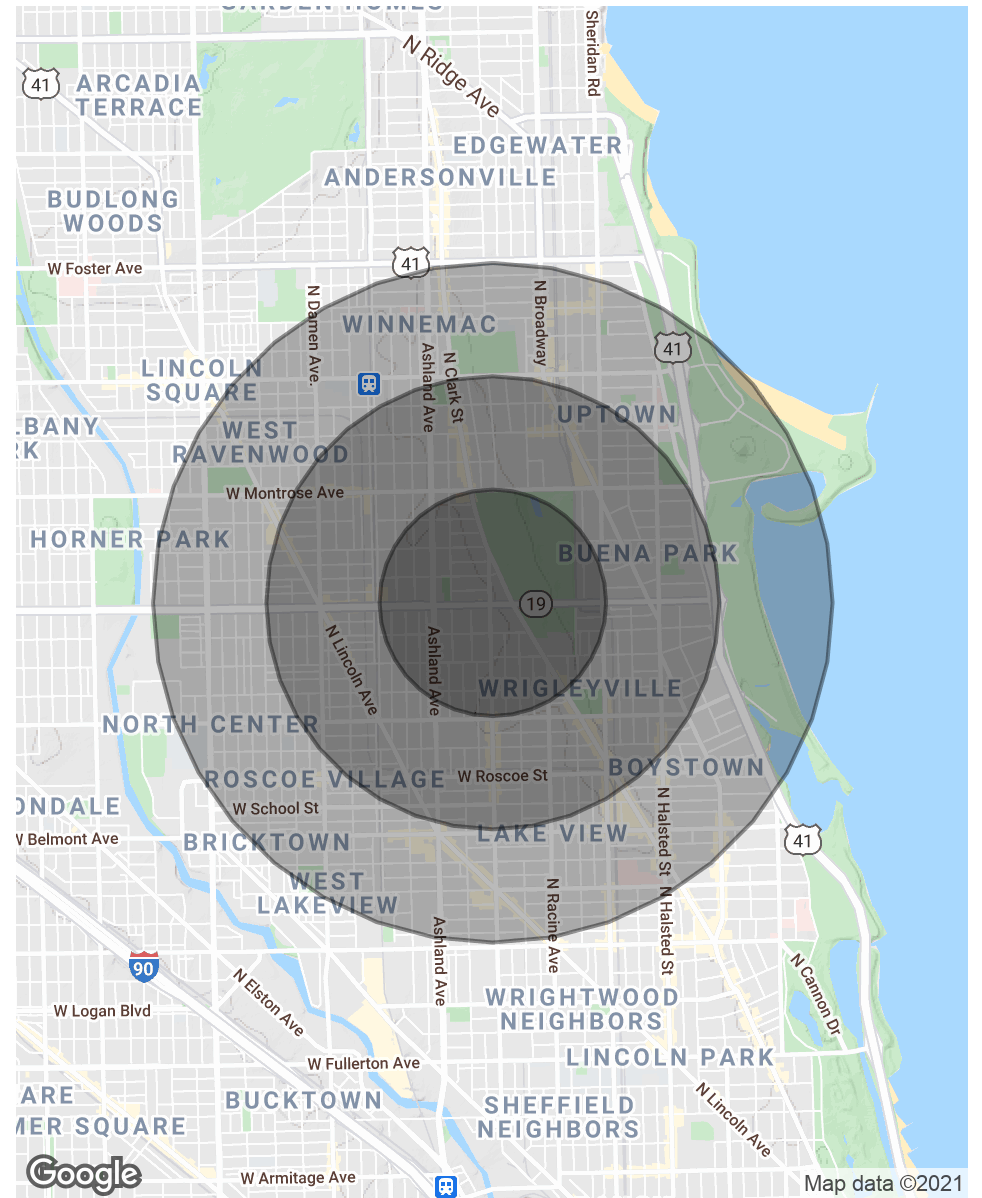 GARDEN HOMES
Sheridan Rd
N Ridge Ave
41
ARCADIA
TERRACE
EDGEWATER
ANDERSONVILLE
BUDLONG
WOODS
W Foster Ave
41
N Damen Ave.
WINNEMAC
N Broadway
41
Ashland Ave
N Clark St
LINCOLN
SQUARE
UPTOWN
LBANY
RK
WEST
RAVENWOOD
W Montrose Ave
HORNER PARK
BUENA PARK
19
N Lincoln Ave
Ashland Ave
WRIGLEYVILLE
NORTH CENTER
ROSCOE VILLAGE
W Roscoe St
BOYSTOWN
ONDALE
W School St
N Halsted St
W Belmont Ave
BRICKTOWN
LAKE VIEW
41
WEST
LAKEVIEW
N Racine Ave
N Halsted St
Ashland Ave
90
N Elston Ave
N Cannon Dr
WRIGHTWOOD
NEIGHBORS
W Logan Blvd
W Fullerton Ave
LINCOLN PARK
ARE
MER SQUARE
BUCKTOWN
SHEFFIELD
NEIGHBORS
N Lincoln Ave
Google
W Armitage Ave
Map data ©2021